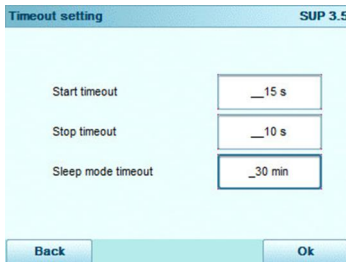 Timeout setting SUP 3.5
Start timeout __15 s
Stop timeout __10 s
Sleep mode timeout _30 min
Back Ok